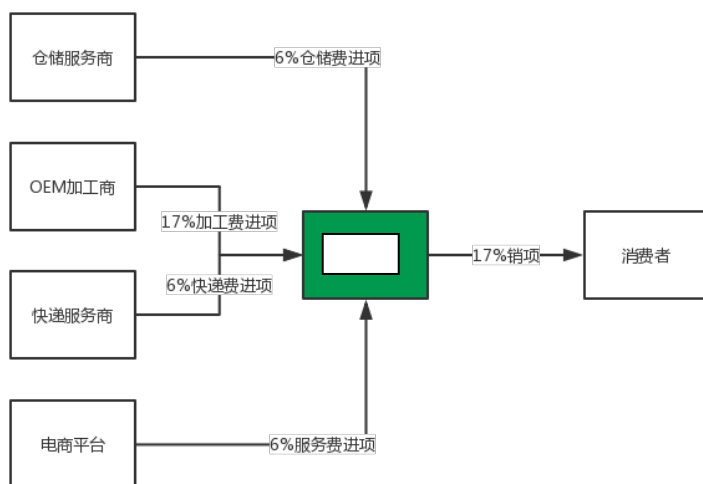 仓储服务商
6%仓储费进项
OEM加工商
17%加工费进项
17%销项
消费者
6%快递费进项
快递服务商
电商平台
6%服务费进项